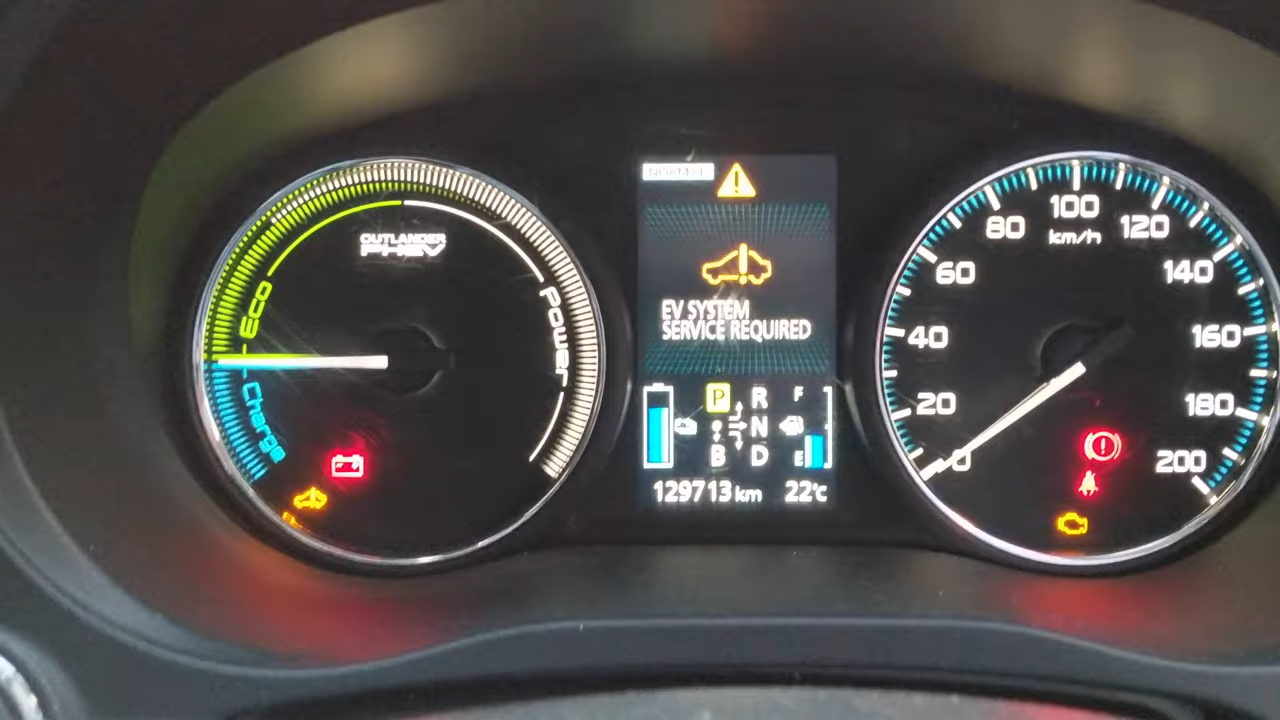 OUTLANDER
PHEV
Eco
Charge
Power
EV SYSTEM
SERVICE REQUIRED
P
R
N
B
D
F
E
129713 km
22°C
0
20
40
60
80
100
120
140
160
180
200
km/h